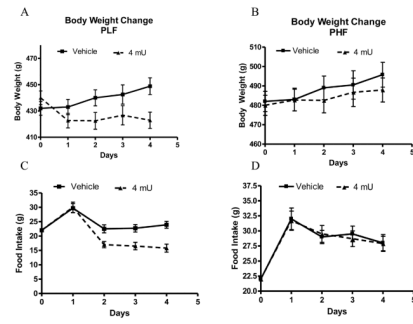 A
Body Weight Change
PLF
Vehicle
4 mU
Body Weight (g)
470
450
430
410
0 1 2 3 4 5
Days
B
Body Weight Change
PHF
Vehicle
4 mU
Body Weight (g)
510
500
490
480
470
460
0 1 2 3 4 5
Days
C
Vehicle
4 mU
Food Intake (g)
35
30
25
20
15
10
5
0
0 1 2 3 4 5
Days
D
Vehicle
4 mU
Food Intake (g)
37.5
35.0
32.5
30.0
27.5
25.0
22.5
20.0
0 1 2 3 4 5
Days